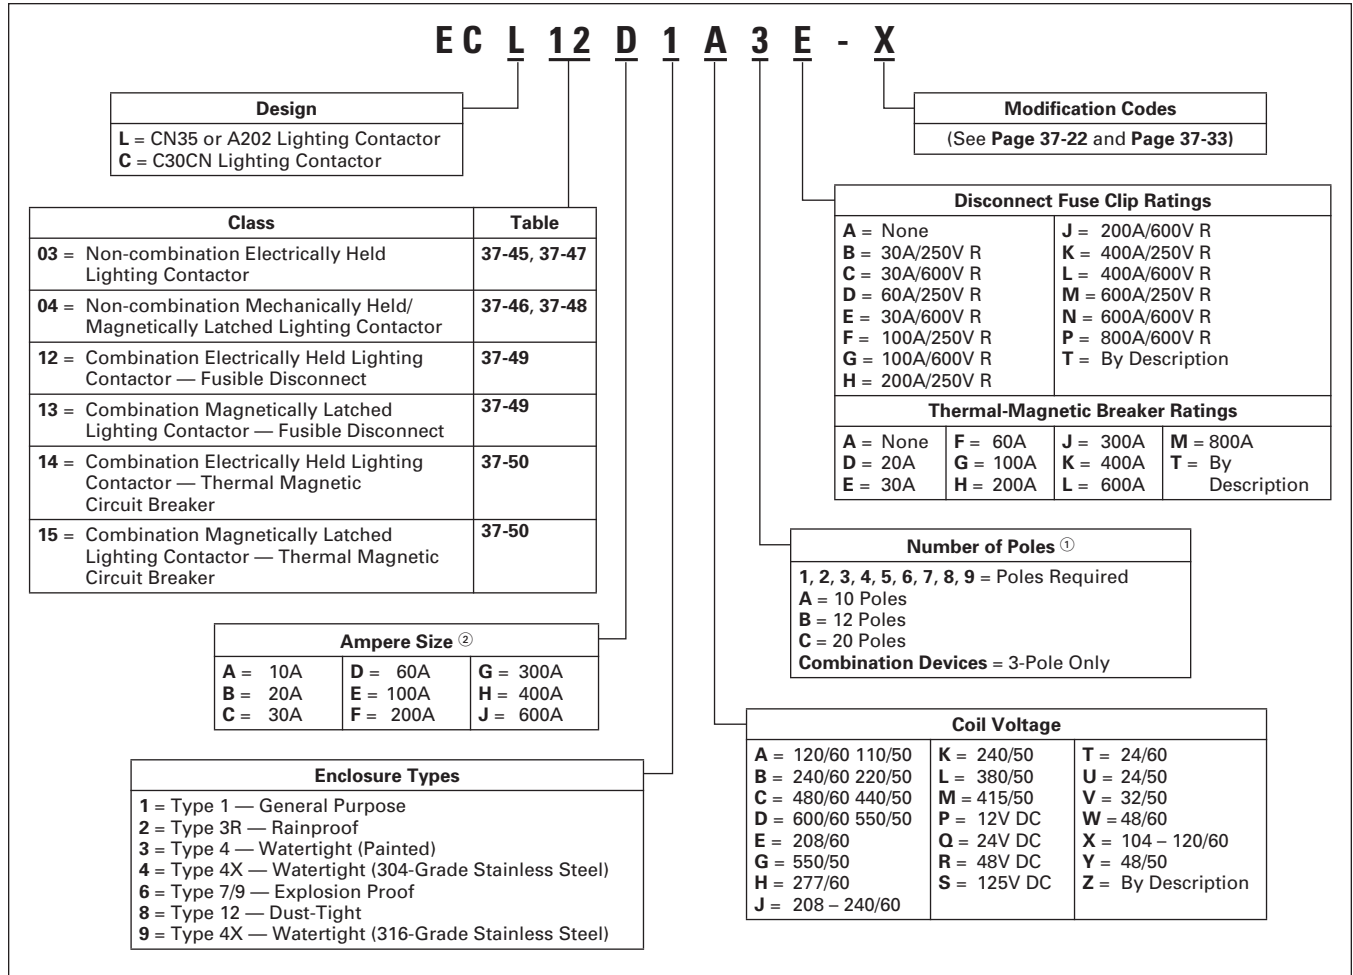 EC L 12 D 1 A 3 E - X
Design
L = CN35 or A202 Lighting Contactor
C = C30CN Lighting Contactor
Modification Codes
(See Page 37-22 and Page 37-33)
Class Table
03 = Non-combination Electrically Held
Lighting Contactor
37-45, 37-47
04 = Non-combination Mechanically Held/
Magnetically Latched Lighting Contactor
37-46, 37-48
12 = Combination Electrically Held Lighting
Contactor — Fusible Disconnect
37-49
13 = Combination Magnetically Latched
Lighting Contactor — Fusible Disconnect
37-49
14 = Combination Electrically Held Lighting
Contactor — Thermal Magnetic
Circuit Breaker
37-50
15 = Combination Magnetically Latched
Lighting Contactor — Thermal Magnetic
Circuit Breaker
37-50
Disconnect Fuse Clip Ratings
A = None
B = 30A/250V R
C = 30A/600V R
D = 60A/250V R
E = 30A/600V R
F = 100A/250V R
G = 100A/600V R
H = 200A/250V R
J = 200A/600V R
K = 400A/250V R
L = 400A/600V R
M = 600A/250V R
N = 600A/600V R
P = 800A/600V R
T = By Description
Thermal-Magnetic Breaker Ratings
A = None
D = 20A
E = 30A
F = 60A
G = 100A
H = 200A
J = 300A
K = 400A
L = 600A
M = 800A
T = By
Description
Number of Poles ①
1, 2, 3, 4, 5, 6, 7, 8, 9 = Poles Required
A = 10 Poles
B = 12 Poles
C = 20 Poles
Combination Devices = 3-Pole Only
Ampere Size ②
A = 10A
B = 20A
C = 30A
D = 60A
E = 100A
F = 200A
G = 300A
H = 400A
J = 600A
Enclosure Types
1 = Type 1 — General Purpose
2 = Type 3R — Rainproof
3 = Type 4 — Watertight (Painted)
4 = Type 4X — Watertight (304-Grade Stainless Steel)
6 = Type 7/9 — Explosion Proof
8 = Type 12 — Dust-Tight
9 = Type 4X — Watertight (316-Grade Stainless Steel)
Coil Voltage
A = 120/60 110/50
B = 240/60 220/50
C = 480/60 440/50
D = 600/60 550/50
E = 208/60
G = 550/50
H = 277/60
J = 208 – 240/60
K = 240/50
L = 380/50
M = 415/50
P = 12V DC
Q = 24V DC
R = 48V DC
S = 125V DC
T = 24/60
U = 24/50
V = 32/50
W = 48/60
X = 104 – 120/60
Y = 48/50
Z = By Description